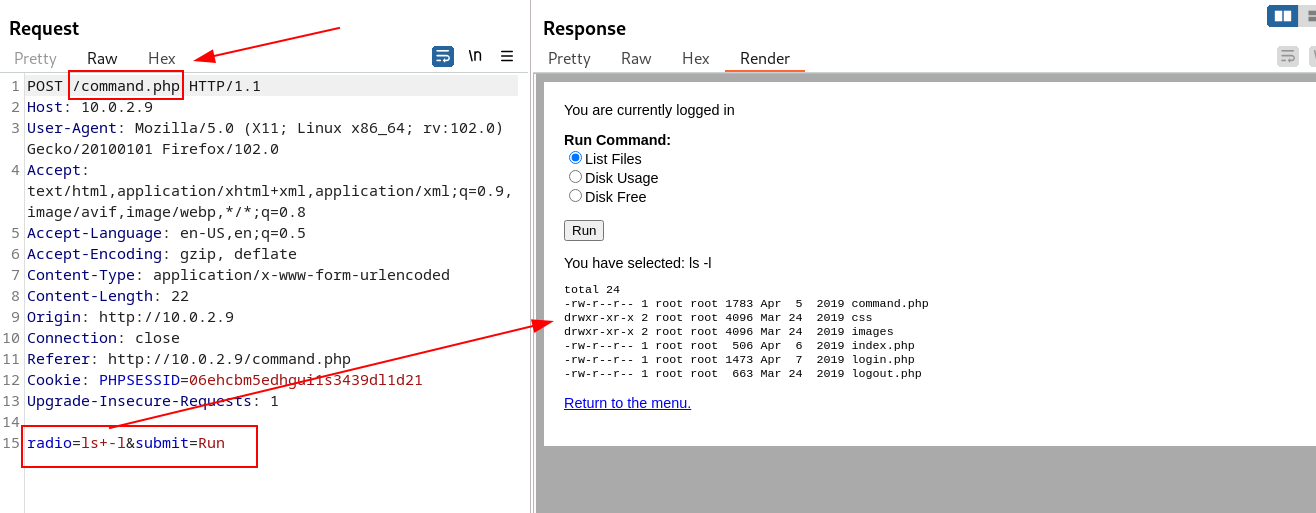 Request
Pretty Raw Hex \n
1 POST /command.php HTTP/1.1
2 Host: 10.0.2.9
3 User-Agent: Mozilla/5.0 (X11; Linux x86_64; rv:102.0)
Gecko/20100101 Firefox/102.0
4 Accept:
text/html,application/xhtml+xml,application/xml;q=0.9,
image/avif,image/webp,*/*;q=0.8
5 Accept-Language: en-US,en;q=0.5
6 Accept-Encoding: gzip, deflate
7 Content-Type: application/x-www-form-urlencoded
8 Content-Length: 22
9 Origin: http://10.0.2.9
10 Connection: close
11 Referer: http://10.0.2.9/command.php
12 Cookie: PHPSESSID=06ehcbm5edhgui1s3439dl1d21
13 Upgrade-Insecure-Requests: 1
14
15 radio=ls+-l&submit=Run
Response
Pretty Raw Hex Render
You are currently logged in
Run Command:
List Files
Disk Usage
Disk Free
Run
You have selected: ls -l
total 24
-rw-r--r-- 1 root root 1783 Apr  5  2019 command.php
drwxr-xr-x 2 root root 4096 Mar 24  2019 css
drwxr-xr-x 2 root root 4096 Mar 24  2019 images
-rw-r--r-- 1 root root  506 Apr  6  2019 index.php
-rw-r--r-- 1 root root 1473 Apr  7  2019 login.php
-rw-r--r-- 1 root root  663 Mar 24  2019 logout.php
Return to the menu.